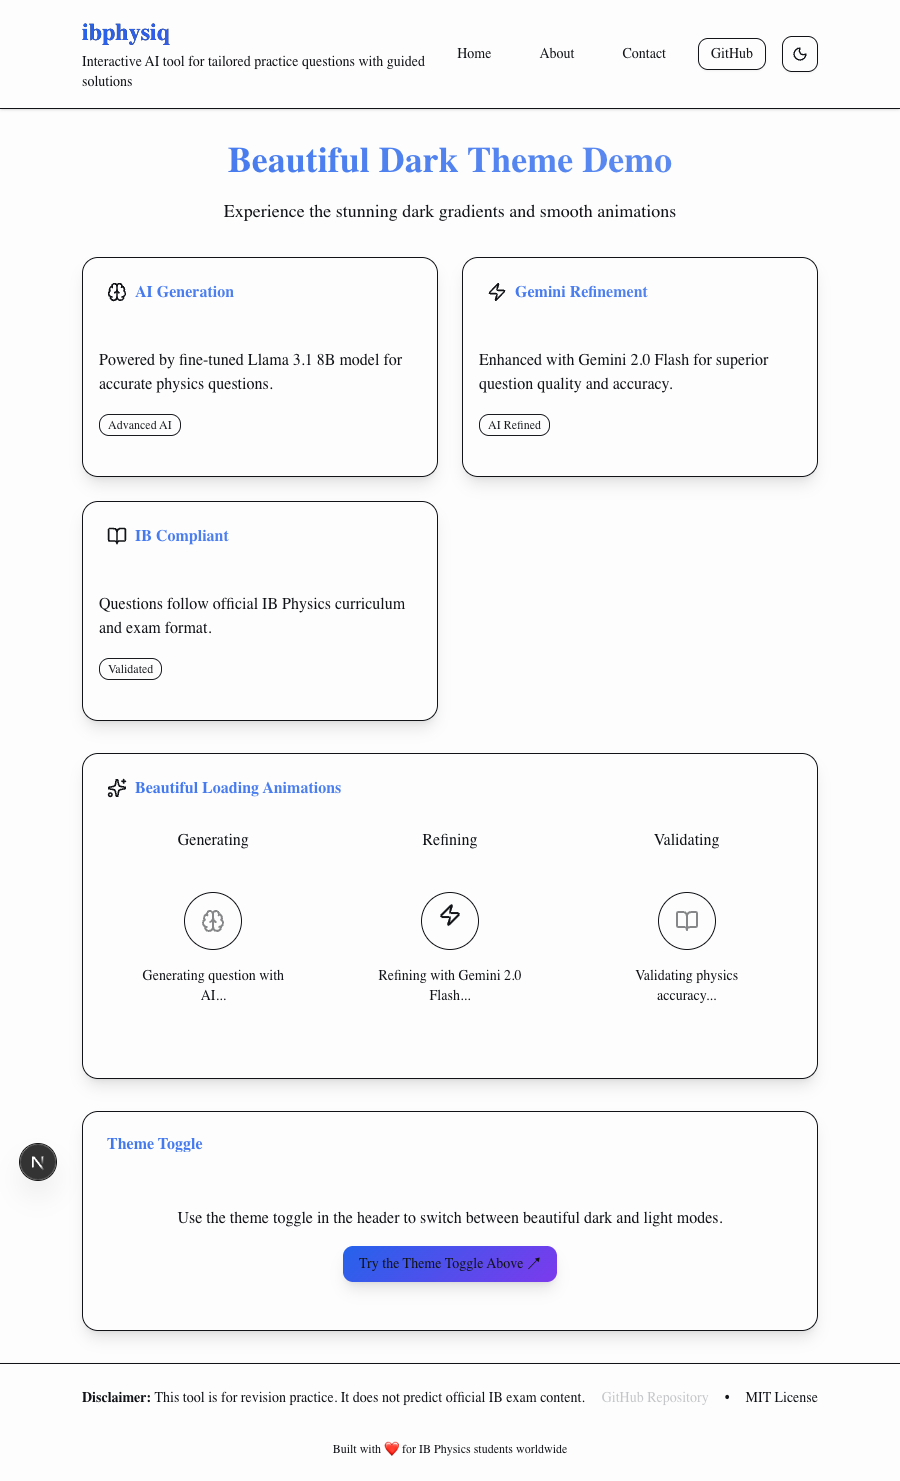 ibphysiq
Interactive AI tool for tailored practice questions with guided
solutions
Home
About
Contact
GitHub
Beautiful Dark Theme Demo
Experience the stunning dark gradients and smooth animations
AI Generation
Powered by fine-tuned Llama 3.1 8B model for
accurate physics questions.
Advanced AI
Gemini Refinement
Enhanced with Gemini 2.0 Flash for superior
question quality and accuracy.
AI Refined
IB Compliant
Questions follow official IB Physics curriculum
and exam format.
Validated
Beautiful Loading Animations
Generating
Refining
Validating
Generating question with
AI...
Refining with Gemini 2.0
Flash...
Validating physics
accuracy...
Theme Toggle
N
Use the theme toggle in the header to switch between beautiful dark and light modes.
Try the Theme Toggle Above ↗
Disclaimer: This tool is for revision practice. It does not predict official IB exam content.
GitHub Repository • MIT License
Built with ❤️ for IB Physics students worldwide